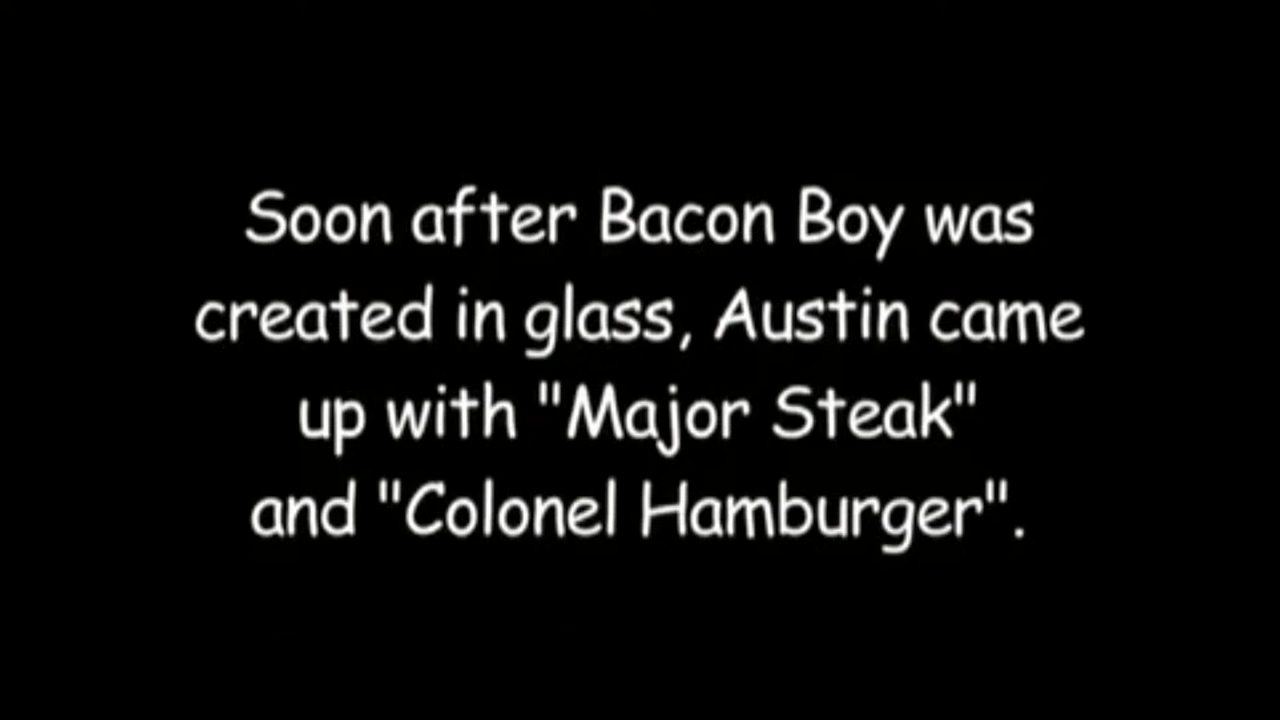 Soon after Bacon Boy was
created in glass, Austin came
up with "Major Steak"
and "Colonel Hamburger".